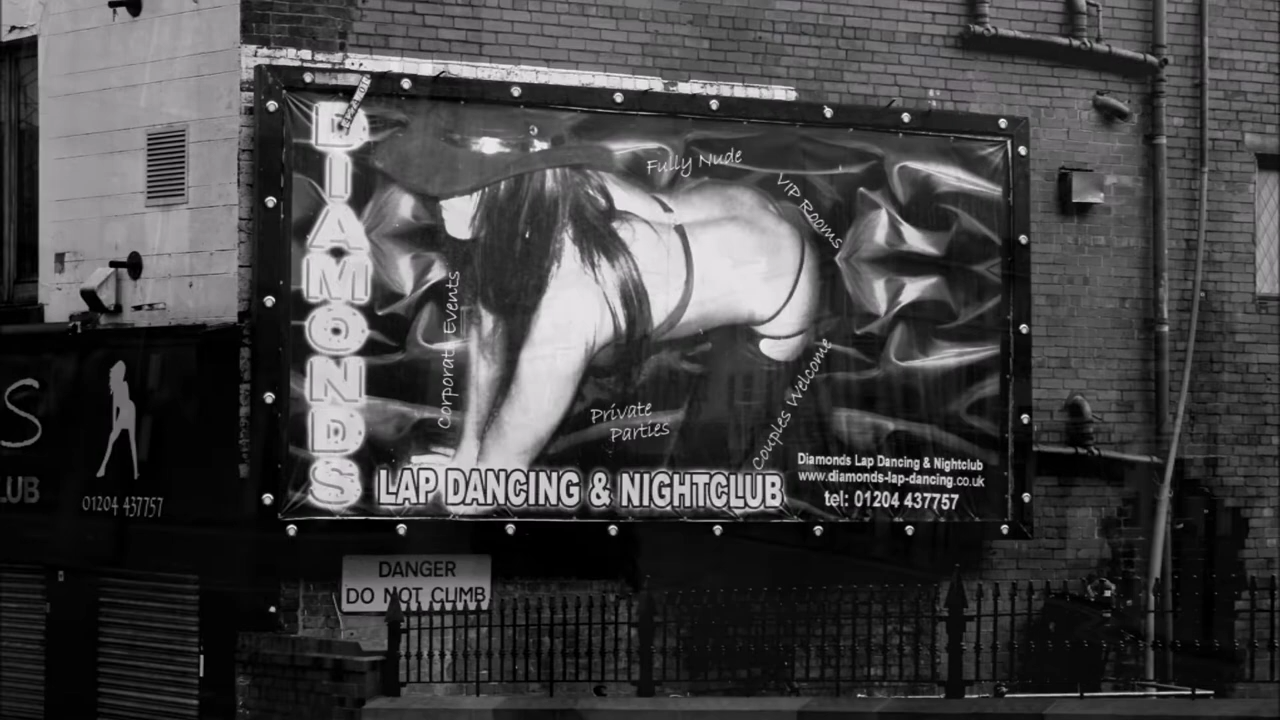 DIAMONDS
Fully Nude
VIP Rooms
Corporate Events
Private
Parties
Couples Welcome
LAP DANCING & NIGHTCLUB
Diamonds Lap Dancing & Nightclub
www.diamonds-lap-dancing.co.uk
tel: 01204 437757
S
LUB
01204 437757
DANGER
DO NOT CLIMB